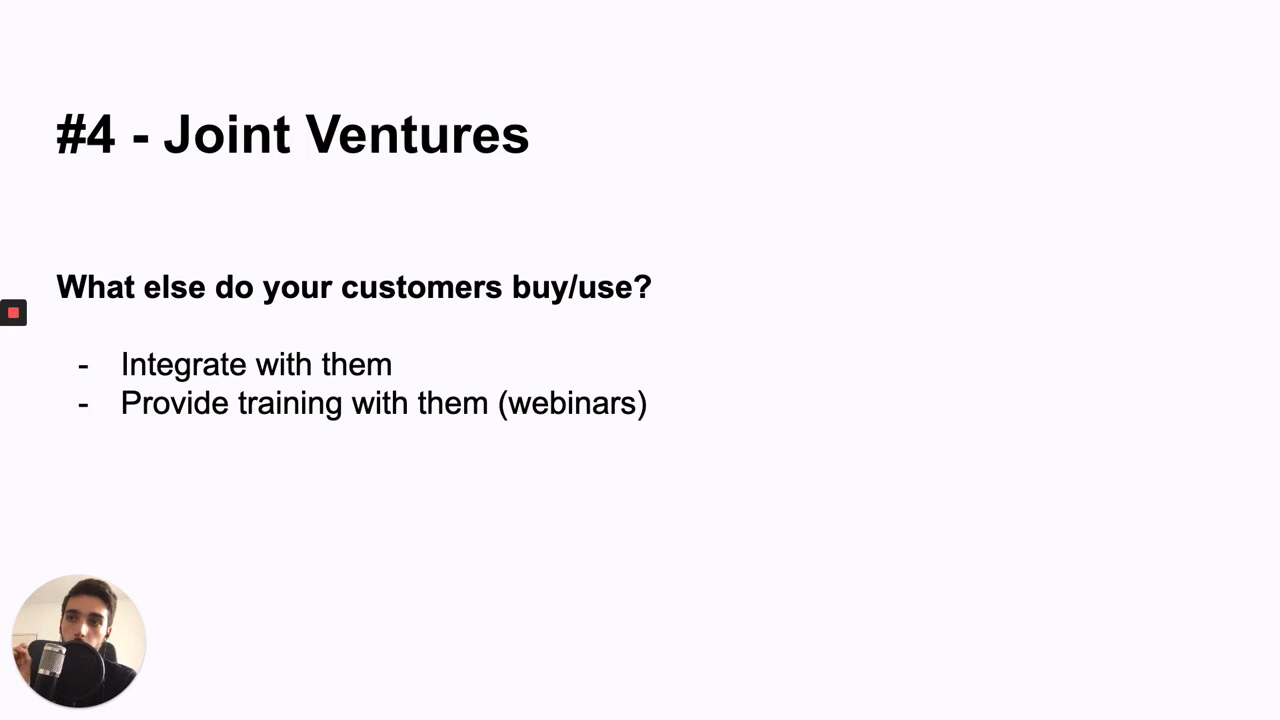 #4 - Joint Ventures
What else do your customers buy/use?
- Integrate with them
- Provide training with them (webinars)